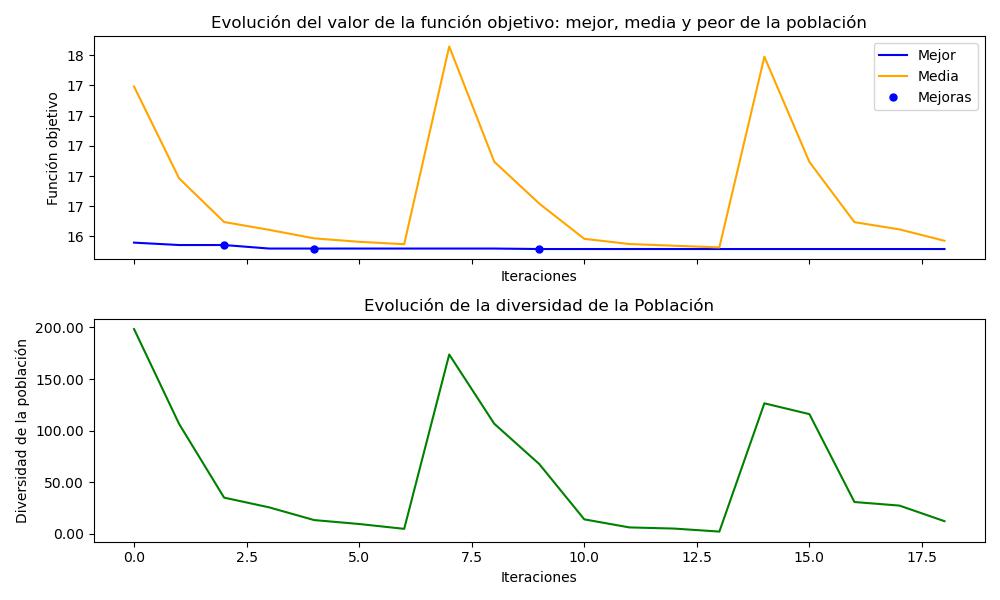 Evolución del valor de la función objetivo: mejor, media y peor de la población
Función objetivo
18
17
17
17
17
17
16
Mejor
Media
Mejoras
Iteraciones
Evolución de la diversidad de la Población
Diversidad de la población
200.00
150.00
100.00
50.00
0.00
0.0 2.5 5.0 7.5 10.0 12.5 15.0 17.5
Iteraciones